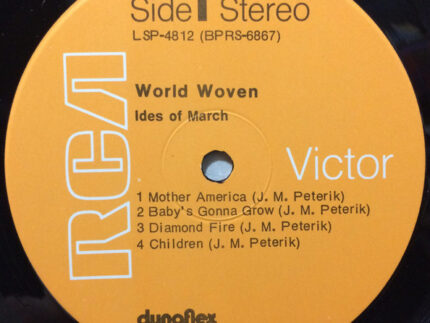 Side 1 Stereo
LSP-4812 (BPRS-6867)
World Woven
Ides of March
RCA
Victor
1 Mother America (J. M. Peterik)
2 Baby's Gonna Grow (J. M. Peterik)
3 Diamond Fire (J. M. Peterik)
4 Children (J. M. Peterik)
dynaflex